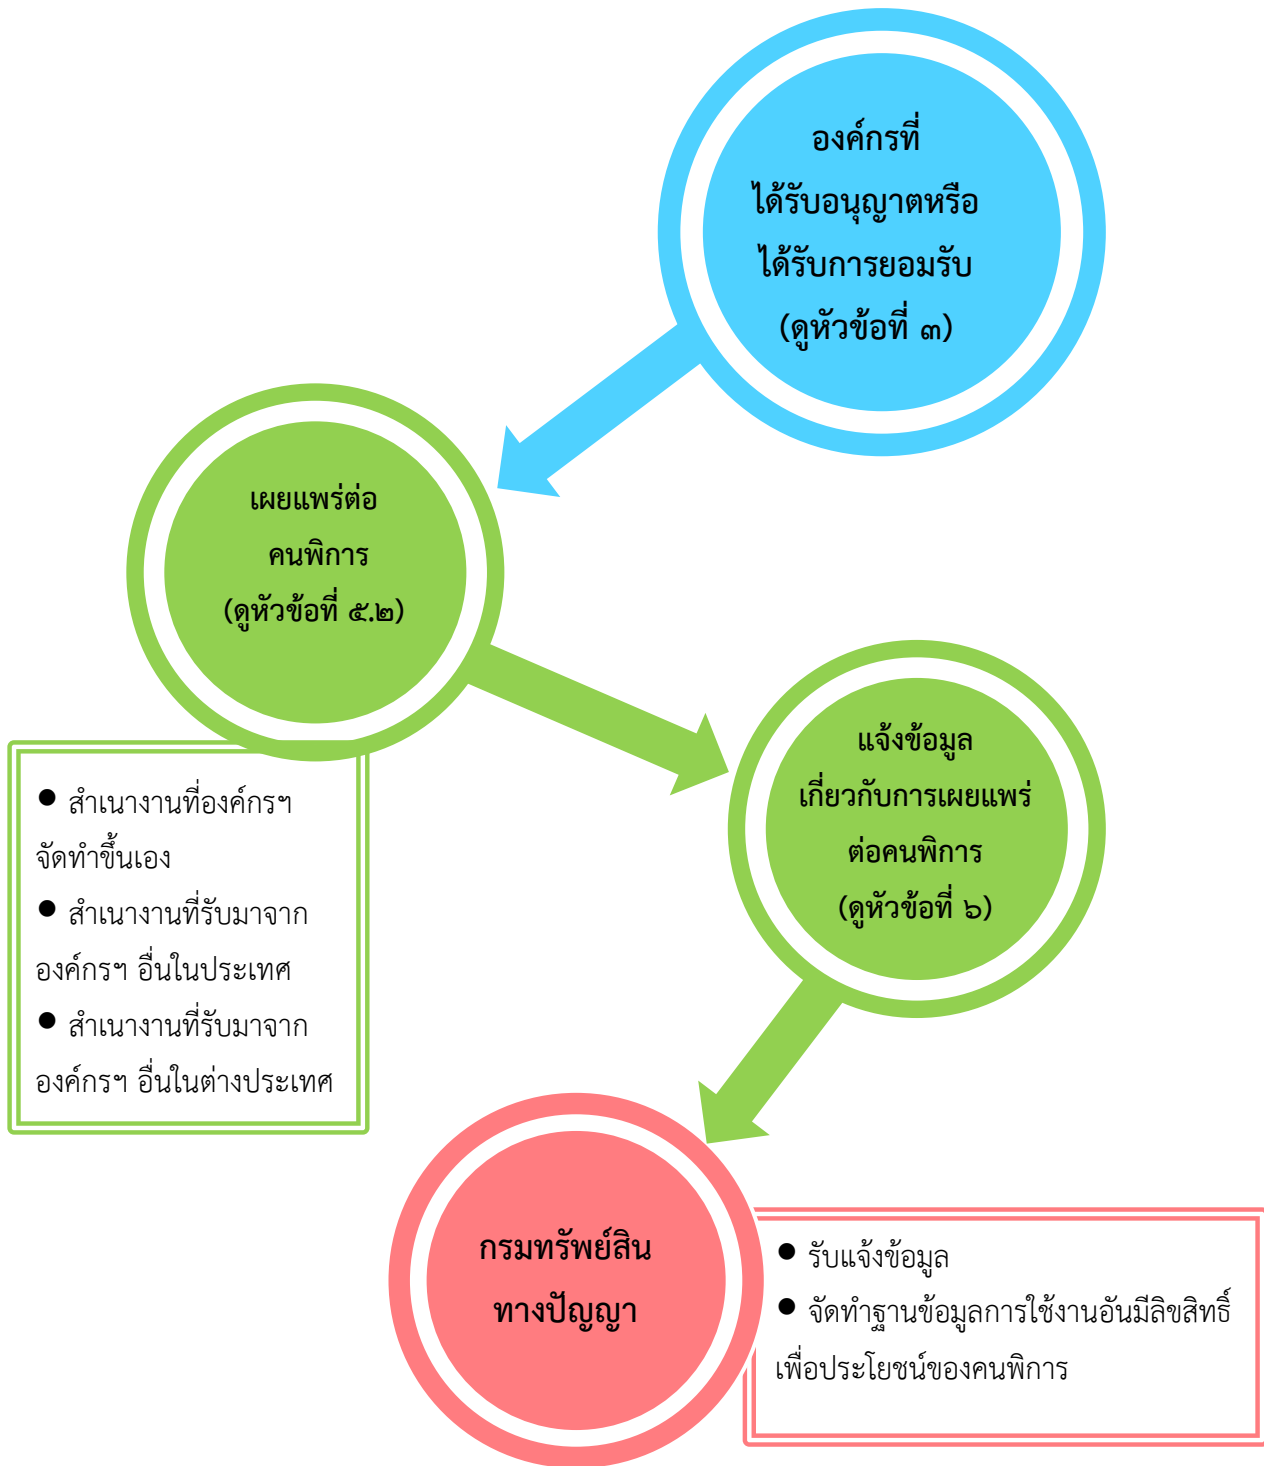 องค์กรที่
ได้รับอนุญาตหรือ
ได้รับการยอมรับ
(ดูหัวข้อที่ ๓)
เผยแพร่ต่อ
คนพิการ
(ดูหัวข้อที่ ๕.๒)
● สำเนางานที่องค์กรฯ
จัดทำขึ้นเอง
● สำเนางานที่รับมาจาก
องค์กรฯ อื่นในประเทศ
● สำเนางานที่รับมาจาก
องค์กรฯ อื่นในต่างประเทศ
แจ้งข้อมูล
เกี่ยวกับการเผยแพร่
ต่อคนพิการ
(ดูหัวข้อที่ ๖)
กรมทรัพย์สิน
ทางปัญญา
● รับแจ้งข้อมูล
● จัดทำฐานข้อมูลการใช้งานอันมีลิขสิทธิ์
เพื่อประโยชน์ของคนพิการ